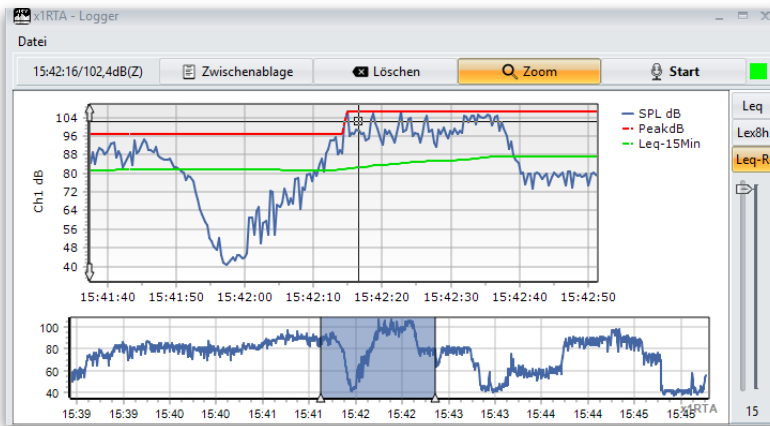 x1RTA - Logger
Datei
15:42:16/102,4dB(Z) Zwischenablage Löschen Zoom Start
104
96
88
80
72
64
56
48
40
Ch1 dB
SPL dB
PeakdB
Leq-15Min
Leq
Lex8h
Leq-R
15:41:40 15:41:50 15:42:00 15:42:10 15:42:20 15:42:30 15:42:40 15:42:50
100
80
60
40
15:39 15:39 15:40 15:40 15:41 15:41 15:42 15:42 15:43 15:43 15:44 15:44 15:45 15:45
x1RTA
15